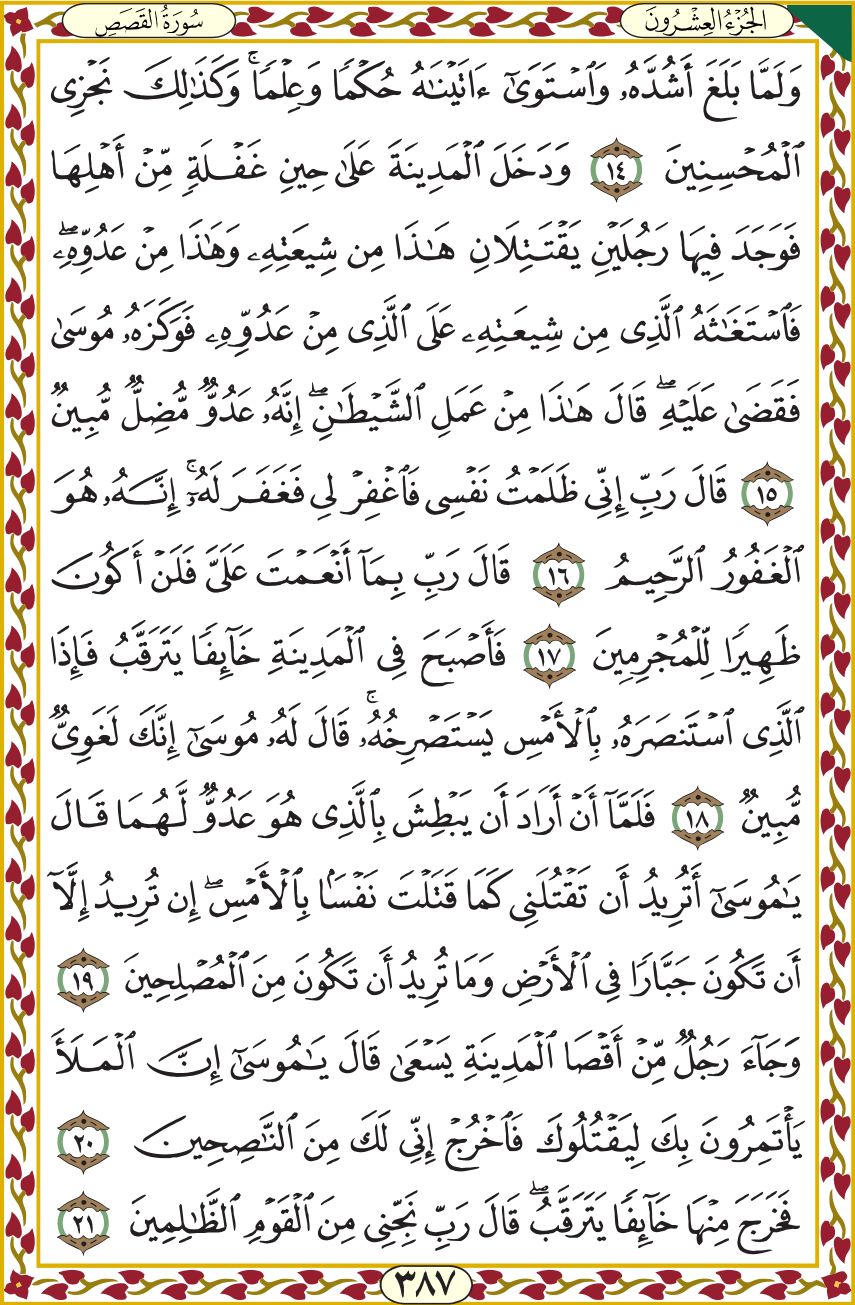 الجُزْءُ العِشْرُونَ
سُورَةُ القَصَصِ
وَلَمَّا بَلَغَ أَشُدَّهُۥ وَٱسْتَوَىٰٓ ءَاتَيْنَٰهُ حُكْمًا وَعِلْمًا ۚ وَكَذَٰلِكَ نَجْزِى
ٱلْمُحْسِنِينَ ١٤ وَدَخَلَ ٱلْمَدِينَةَ عَلَىٰ حِينِ غَفْلَةٍ مِّنْ أَهْلِهَا
فَوَجَدَ فِيهَا رَجُلَيْنِ يَقْتَتِلَانِ هَٰذَا مِن شِيعَتِهِۦ وَهَٰذَا مِنْ عَدُوِّهِۦ ۖ
فَٱسْتَغَٰثَهُ ٱلَّذِى مِن شِيعَتِهِۦ عَلَى ٱلَّذِى مِنْ عَدُوِّهِۦ فَوَكَزَهُۥ مُوسَىٰ
فَقَضَىٰ عَلَيْهِ ۖ قَالَ هَٰذَا مِنْ عَمَلِ ٱلشَّيْطَٰنِ ۖ إِنَّهُۥ عَدُوٌّ مُّضِلٌّ مُّبِينٌ
١٥ قَالَ رَبِّ إِنِّى ظَلَمْتُ نَفْسِى فَٱغْفِرْ لِى فَغَفَرَ لَهُۥٓ ۚ إِنَّهُۥ هُوَ
ٱلْغَفُورُ ٱلرَّحِيمُ ١٦ قَالَ رَبِّ بِمَآ أَنْعَمْتَ عَلَىَّ فَلَنْ أَكُونَ
ظَهِيرًا لِّلْمُجْرِمِينَ ١٧ فَأَصْبَحَ فِى ٱلْمَدِينَةِ خَآئِفًا يَتَرَقَّبُ فَإِذَا
ٱلَّذِى ٱسْتَنصَرَهُۥ بِٱلْأَمْسِ يَسْتَصْرِخُهُۥ ۚ قَالَ لَهُۥ مُوسَىٰٓ إِنَّكَ لَغَوِىٌّ
مُّبِينٌ ١٨ فَلَمَّآ أَنْ أَرَادَ أَن يَبْطِشَ بِٱلَّذِى هُوَ عَدُوٌّ لَّهُمَا قَالَ
يَٰمُوسَىٰٓ أَتُرِيدُ أَن تَقْتُلَنِى كَمَا قَتَلْتَ نَفْسًۢا بِٱلْأَمْسِ ۖ إِن تُرِيدُ إِلَّآ
أَن تَكُونَ جَبَّارًا فِى ٱلْأَرْضِ وَمَا تُرِيدُ أَن تَكُونَ مِنَ ٱلْمُصْلِحِينَ ١٩
وَجَآءَ رَجُلٌ مِّنْ أَقْصَا ٱلْمَدِينَةِ يَسْعَىٰ قَالَ يَٰمُوسَىٰٓ إِنَّ ٱلْمَلَأَ
يَأْتَمِرُونَ بِكَ لِيَقْتُلُوكَ فَٱخْرُجْ إِنِّى لَكَ مِنَ ٱلنَّٰصِحِينَ ٢٠
فَخَرَجَ مِنْهَا خَآئِفًا يَتَرَقَّبُ ۖ قَالَ رَبِّ نَجِّنِى مِنَ ٱلْقَوْمِ ٱلظَّٰلِمِينَ ٢١
٣٨٧